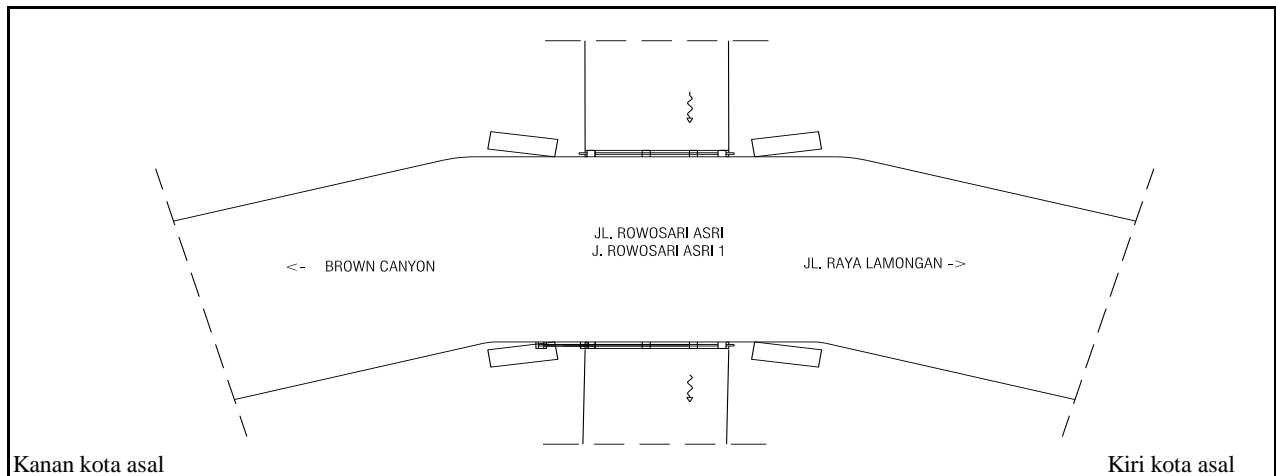 JL. ROWOSARI ASRI
J. ROWOSARI ASRI 1
<- BROWN CANYON
JL. RAYA LAMONGAN ->
Kanan kota asal
Kiri kota asal